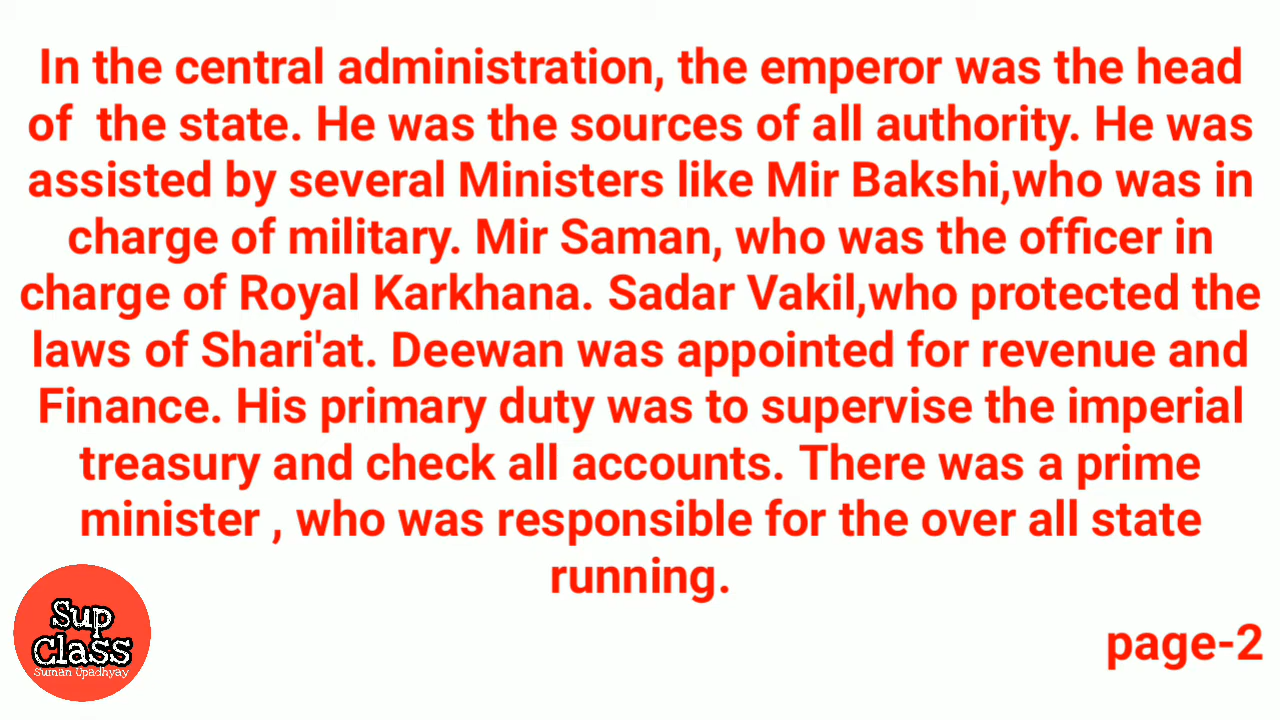 In the central administration, the emperor was the head
of  the state. He was the sources of all authority. He was
assisted by several Ministers like Mir Bakshi,who was in
charge of military. Mir Saman, who was the officer in
charge of Royal Karkhana. Sadar Vakil,who protected the
laws of Shari'at. Deewan was appointed for revenue and
Finance. His primary duty was to supervise the imperial
treasury and check all accounts. There was a prime
minister , who was responsible for the over all state
running.
Sup
Class
Suman Upadhyay
page-2